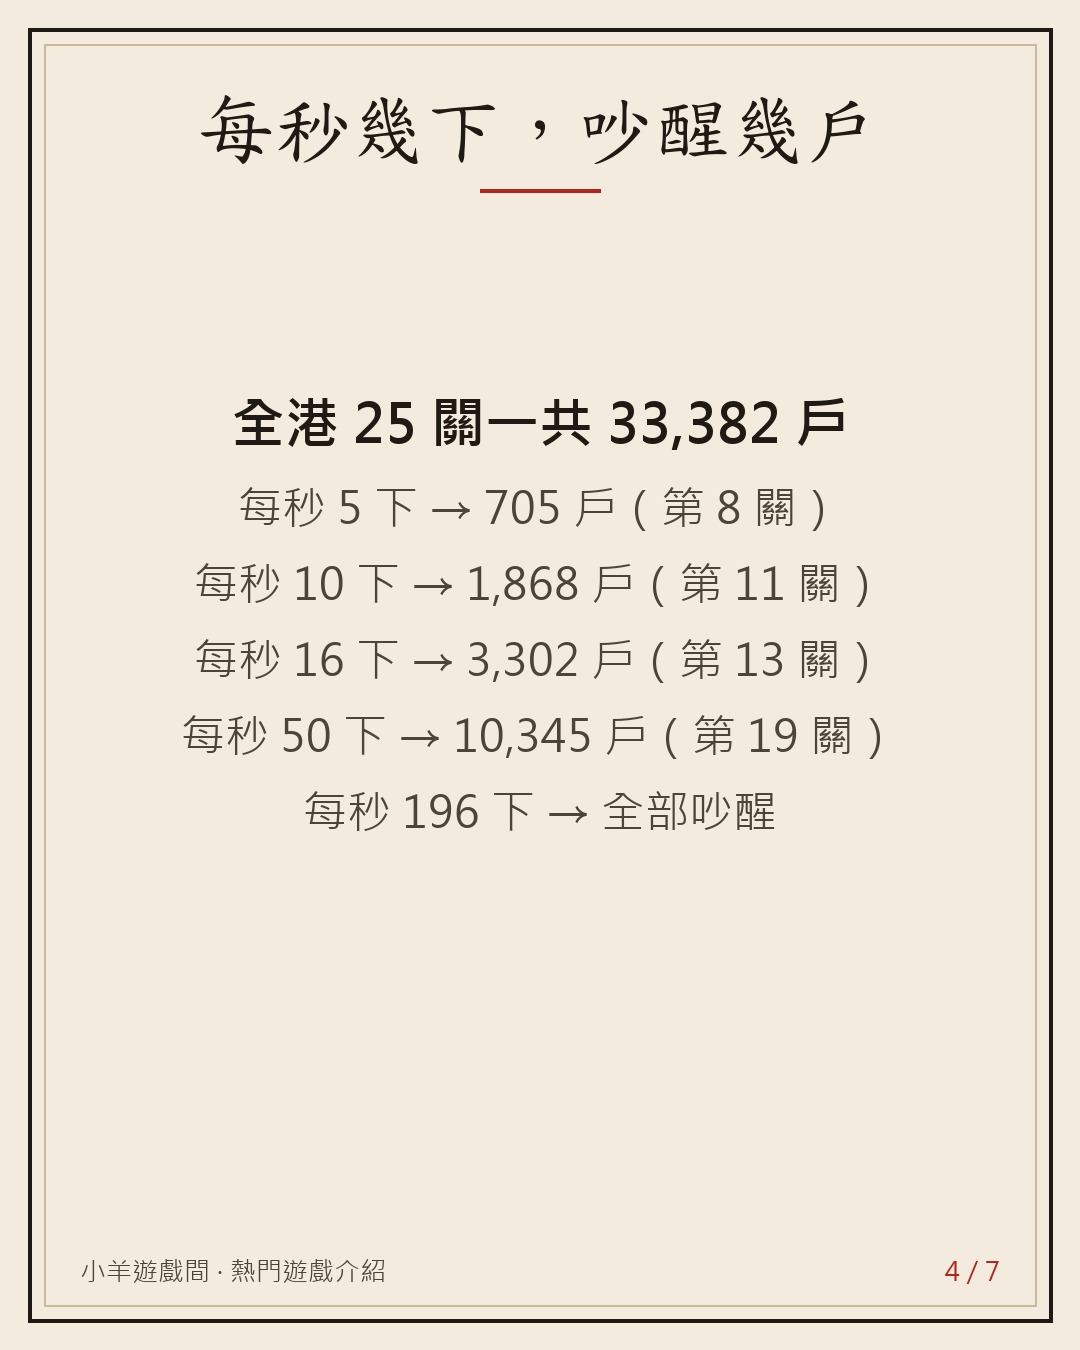 每秒幾下，吵醒幾戶
全港 25 關一共 33,382 戶
每秒 5 下 → 705 戶（第 8 關）
每秒 10 下 → 1,868 戶（第 11 關）
每秒 16 下 → 3,302 戶（第 13 關）
每秒 50 下 → 10,345 戶（第 19 關）
每秒 196 下 → 全部吵醒
小羊遊戲間 · 熱門遊戲介紹
4 / 7